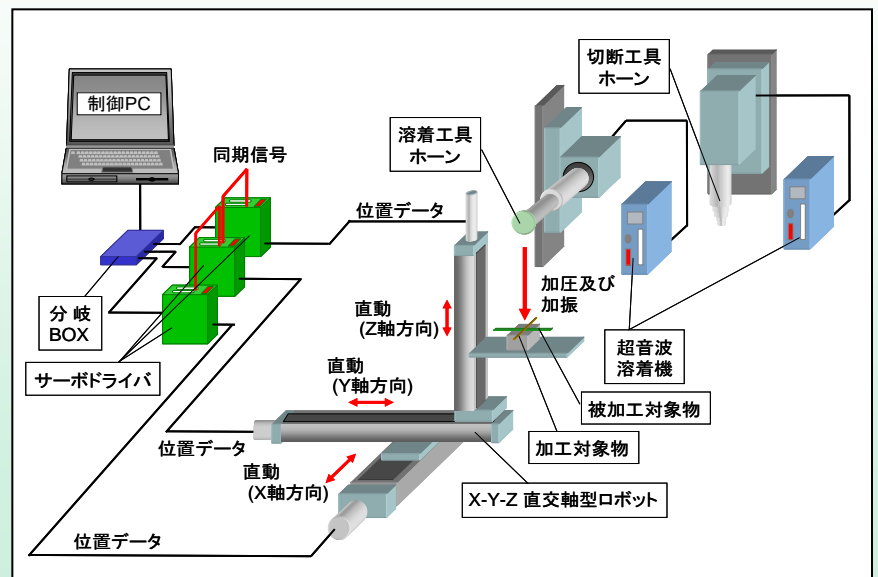 制御PC
同期信号
位置データ
分岐
BOX
サーボドライバ
直動
(Z軸方向)
直動
(Y軸方向)
位置データ
直動
(X軸方向)
位置データ
溶着工具
ホーン
切断工具
ホーン
加圧及び
加振
超音波
溶着機
被加工対象物
加工対象物
X-Y-Z 直交軸型ロボット